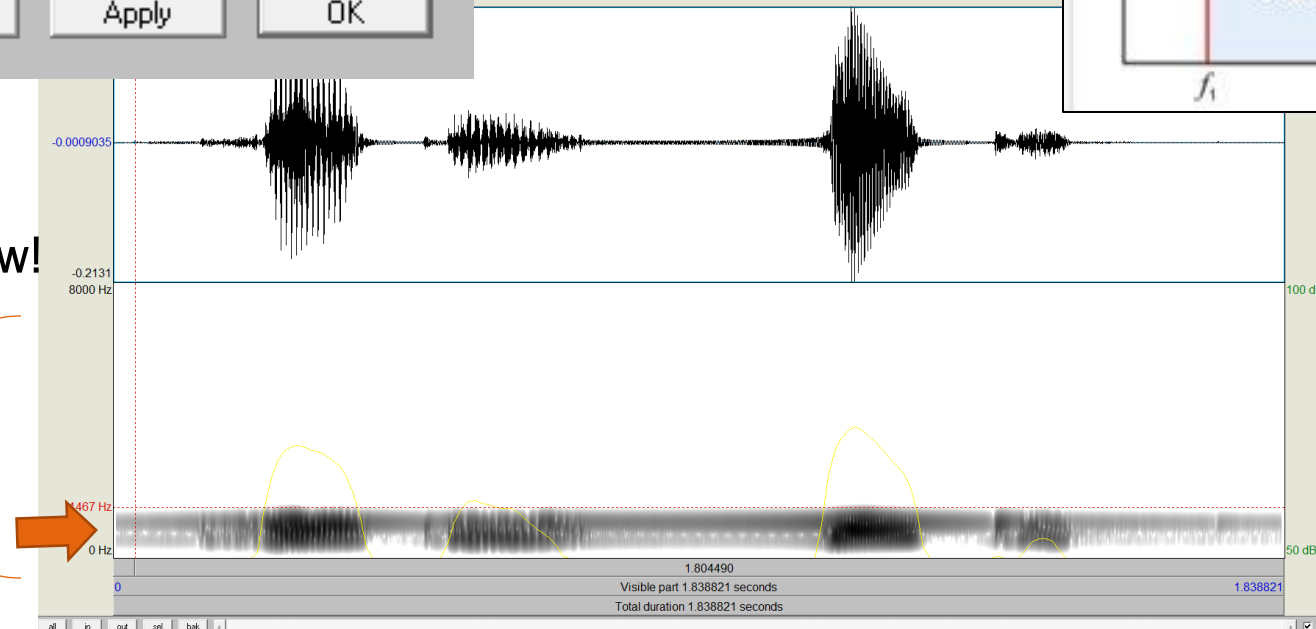 Apply OK
f₁
-0.0009035
w!
-0.2131
8000 Hz
100 d
1467 Hz
0 Hz
50 dB
1.804490
0 Visible part 1.838821 seconds 1.838821
Total duration 1.838821 seconds
all in out sel bak